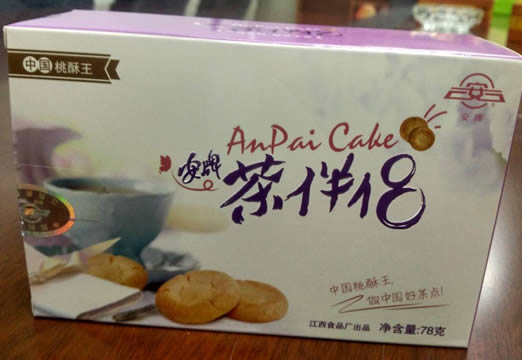 中国桃酥王
安牌
AnPai Cake
安牌
茶伴侣
中国桃酥王,
做中国好茶点!
江西食品厂出品 净含量:78克